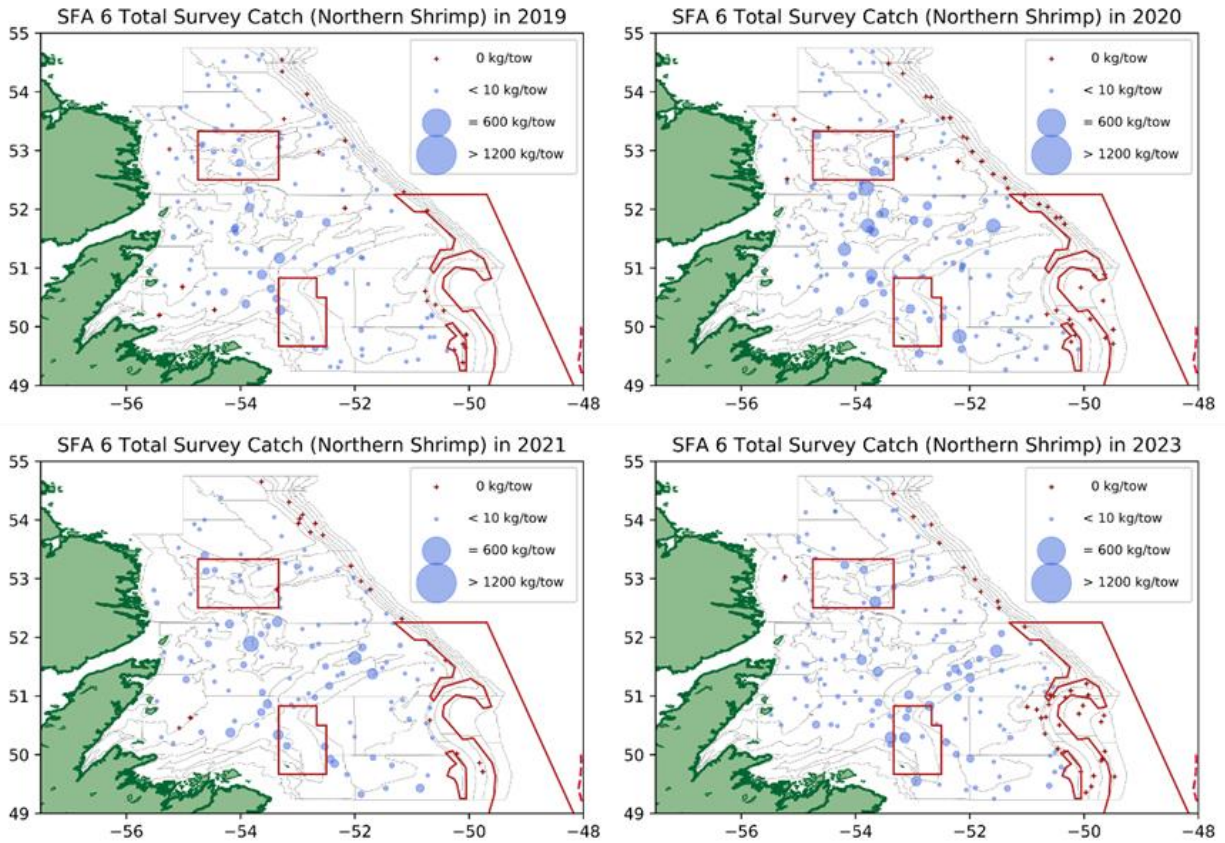 SFA 6 Total Survey Catch (Northern Shrimp) in 2019
55
54
53
52
51
50
49
−56 −54 −52 −50 −48
0 kg/tow
< 10 kg/tow
= 600 kg/tow
> 1200 kg/tow
SFA 6 Total Survey Catch (Northern Shrimp) in 2020
55
54
53
52
51
50
49
−56 −54 −52 −50 −48
0 kg/tow
< 10 kg/tow
= 600 kg/tow
> 1200 kg/tow
SFA 6 Total Survey Catch (Northern Shrimp) in 2021
55
54
53
52
51
50
49
−56 −54 −52 −50 −48
0 kg/tow
< 10 kg/tow
= 600 kg/tow
> 1200 kg/tow
SFA 6 Total Survey Catch (Northern Shrimp) in 2023
55
54
53
52
51
50
49
−56 −54 −52 −50 −48
0 kg/tow
< 10 kg/tow
= 600 kg/tow
> 1200 kg/tow